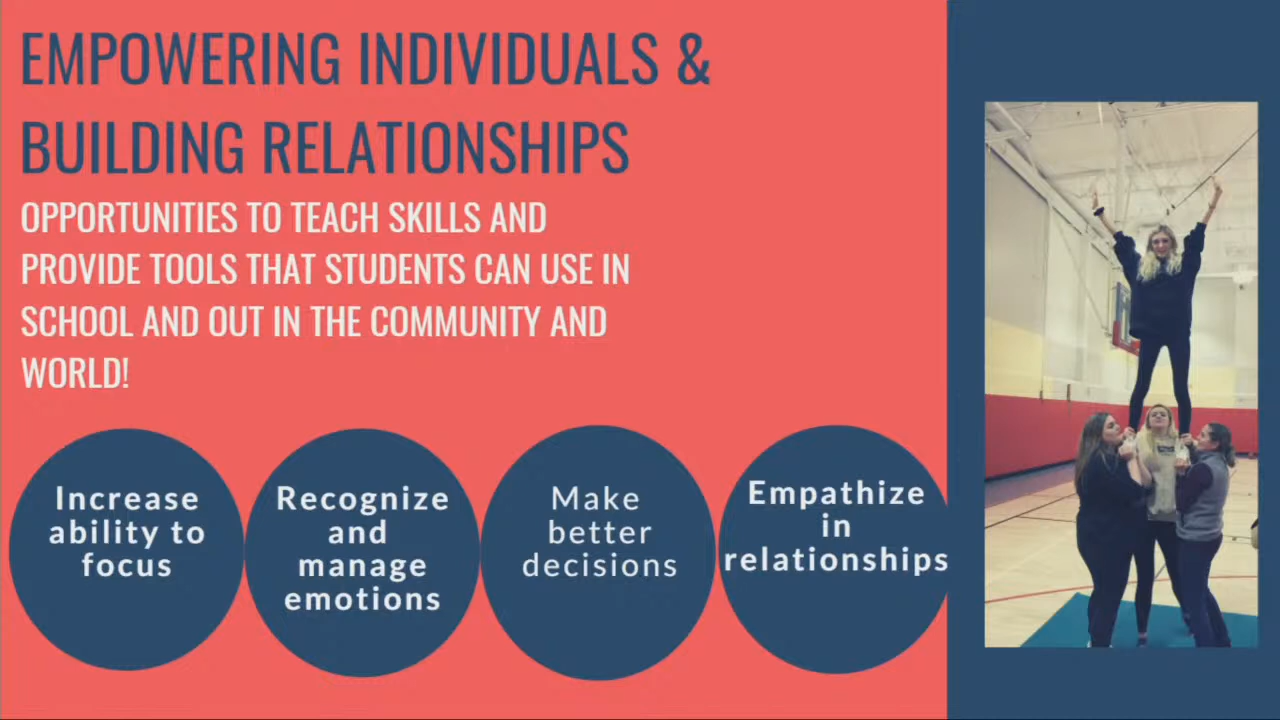 EMPOWERING INDIVIDUALS &
BUILDING RELATIONSHIPS
OPPORTUNITIES TO TEACH SKILLS AND
PROVIDE TOOLS THAT STUDENTS CAN USE IN
SCHOOL AND OUT IN THE COMMUNITY AND
WORLD!
Increase
ability to
focus
Recognize
and
manage
emotions
Make
better
decisions
Empathize
in
relationships